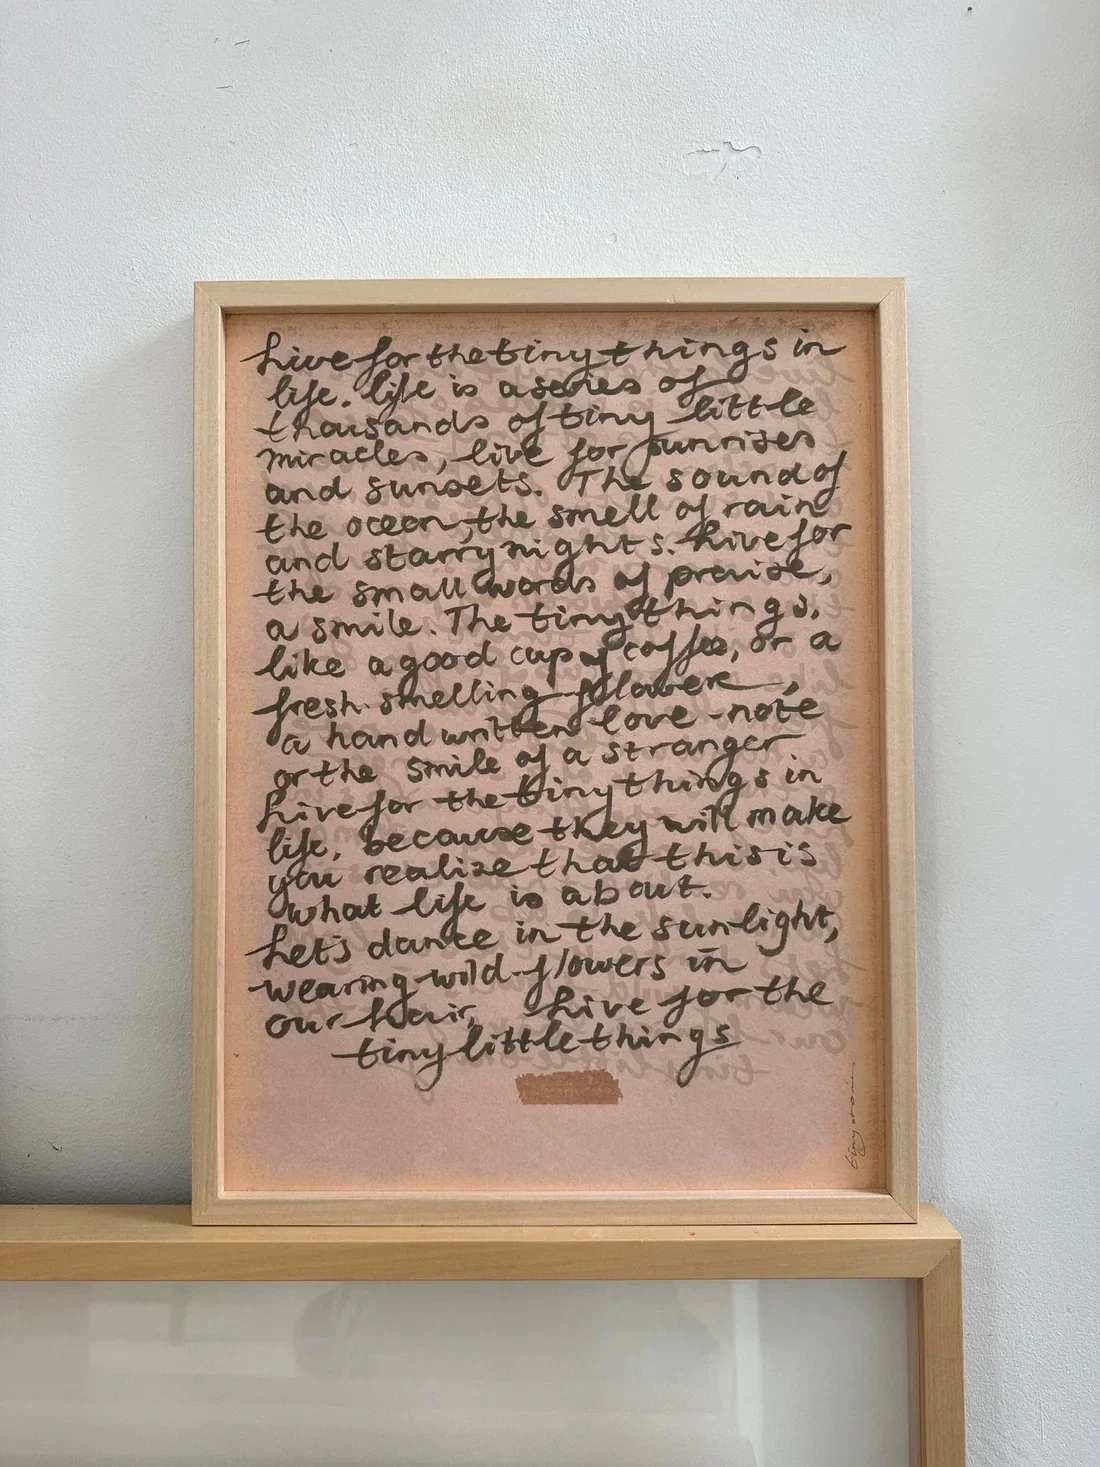 Live for the tiny things in
life. life is a series of
thousands of tiny little
miracles, live for sunrises
and sunsets. The sound of
the ocean, the smell of rain
and starry nights. Live for
the small words of praise,
a smile. The tiny things,
like a good cup of coffee, or a
fresh smelling flower,
a hand written love-note
or the smile of a stranger
Live for the tiny things in
life, because they will make
you realize that this is
what life is about.
Let's dance in the sunlight,
wearing wild-flowers in
our hair, Live for the
tiny little things